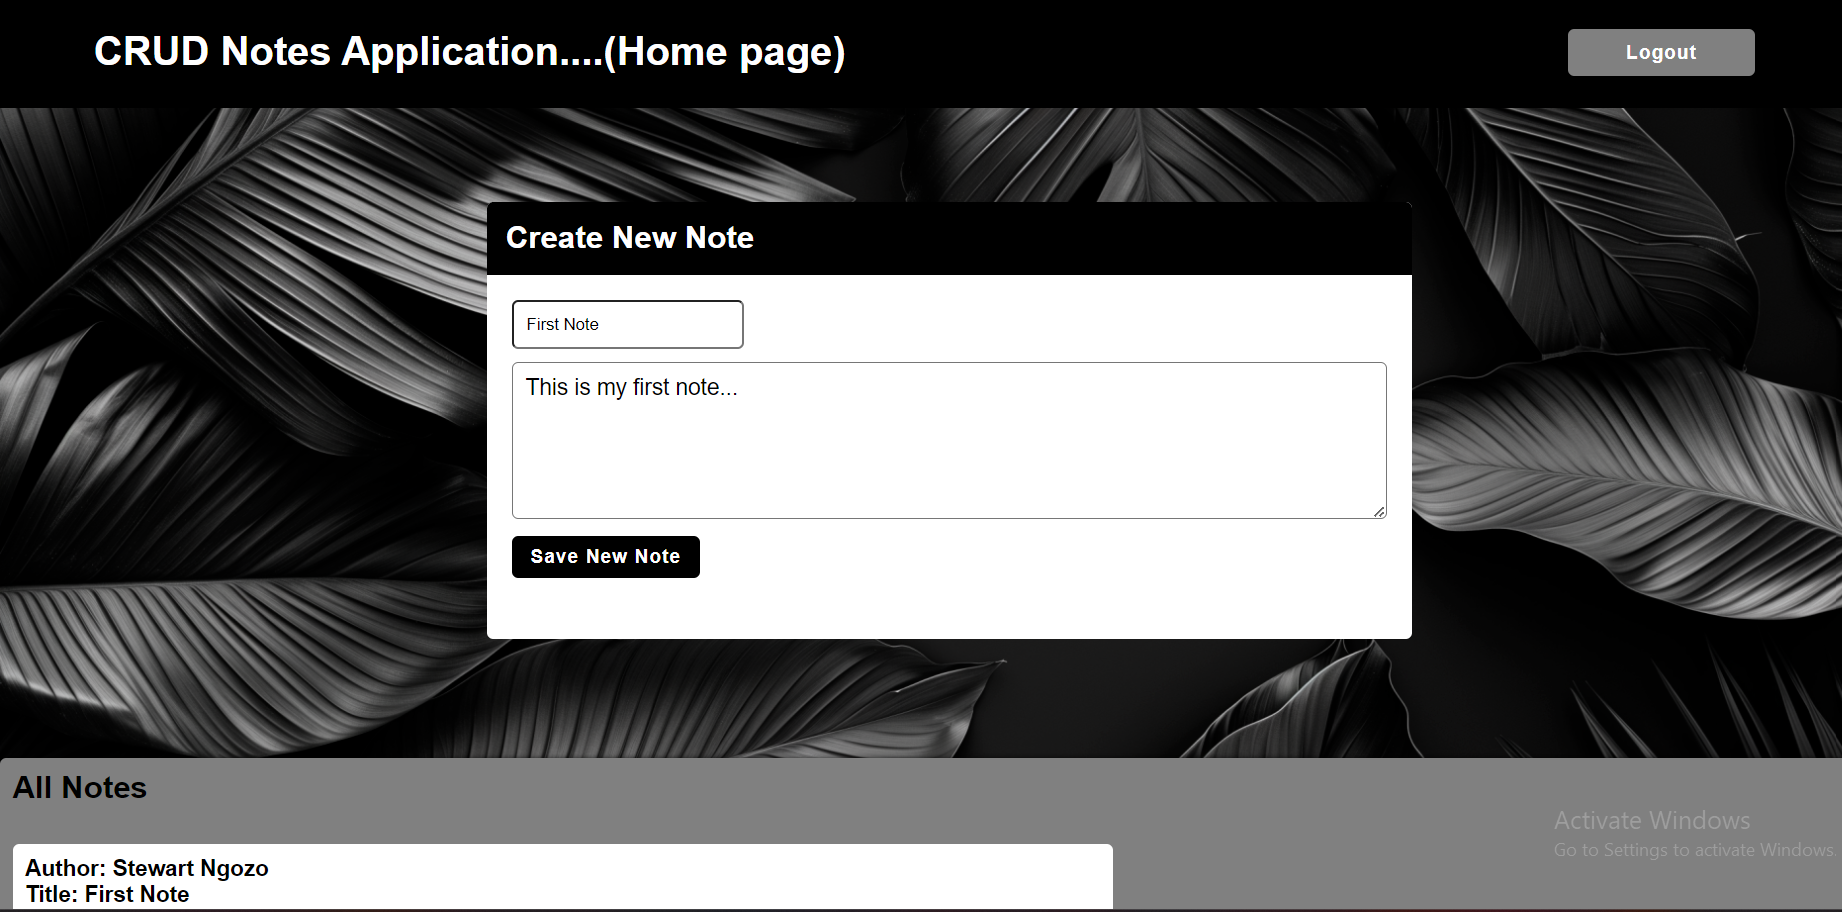 CRUD Notes Application....(Home page)
Logout
Create New Note
First Note
This is my first note...
Save New Note
All Notes
Activate Windows
Go to Settings to activate Windows.
Author: Stewart Ngozo
Title: First Note